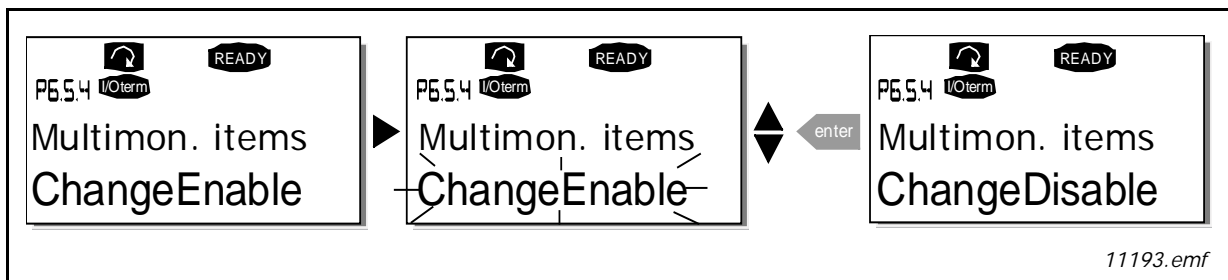 READY
P6.5.4 I/Oterm
Multimon. items
ChangeEnable
READY
P6.5.4 I/Oterm
Multimon. items
ChangeEnable
enter
READY
P6.5.4 I/Oterm
Multimon. items
ChangeDisable
11193.emf